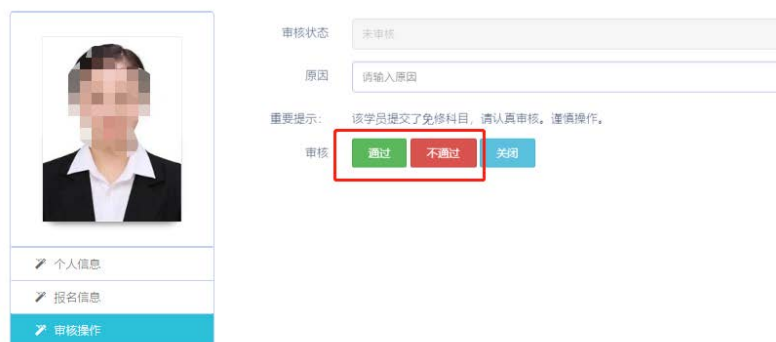 审核状态 未审核
原因 请输入原因
重要提示: 该学员提交了免修科目，请认真审核。谨慎操作。
审核 通过 不通过 关闭
个人信息
报名信息
审核操作